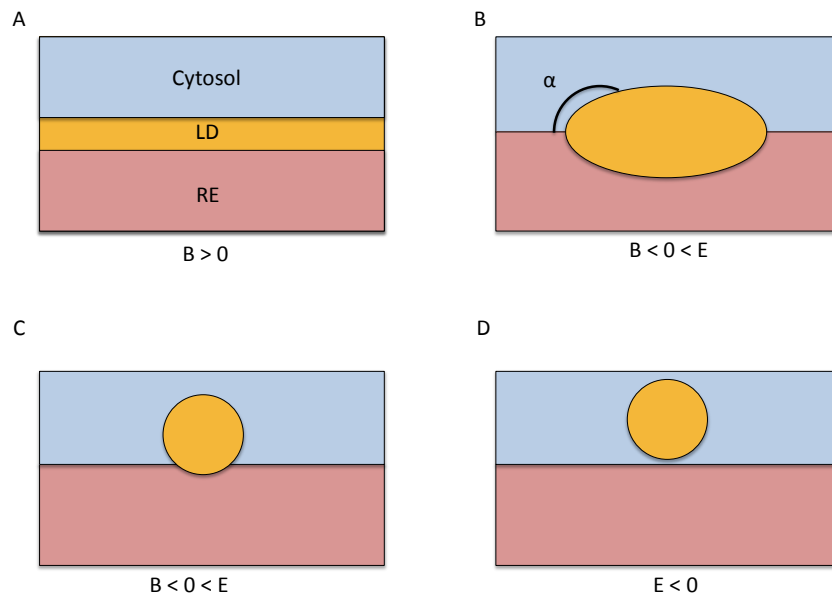 A
Cytosol
LD
RE
B > 0
B
α
B < 0 < E
C
B < 0 < E
D
E < 0